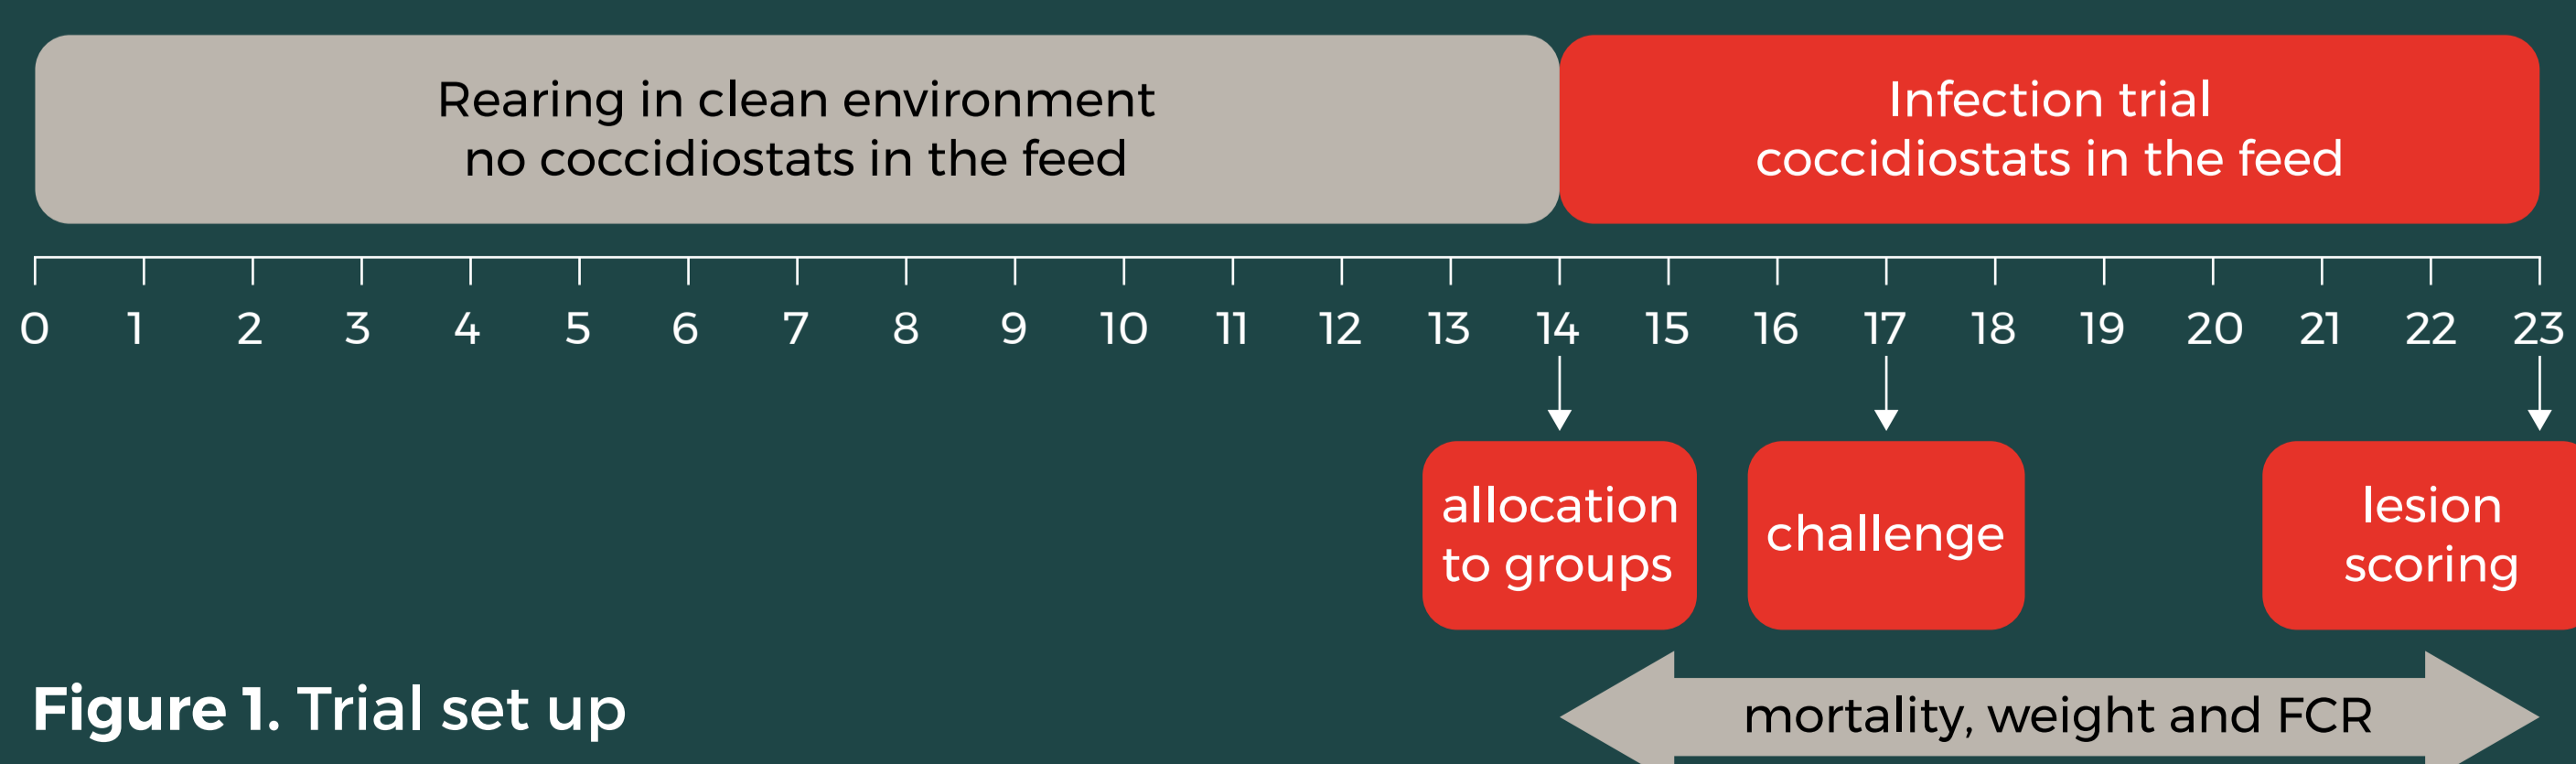 Rearing in clean environment
no coccidiostats in the feed
Infection trial
coccidiostats in the feed
0 1 2 3 4 5 6 7 8 9 10 11 12 13 14 15 16 17 18 19 20 21 22 23
allocation
to groups
challenge
lesion
scoring
Figure 1. Trial set up
mortality, weight and FCR